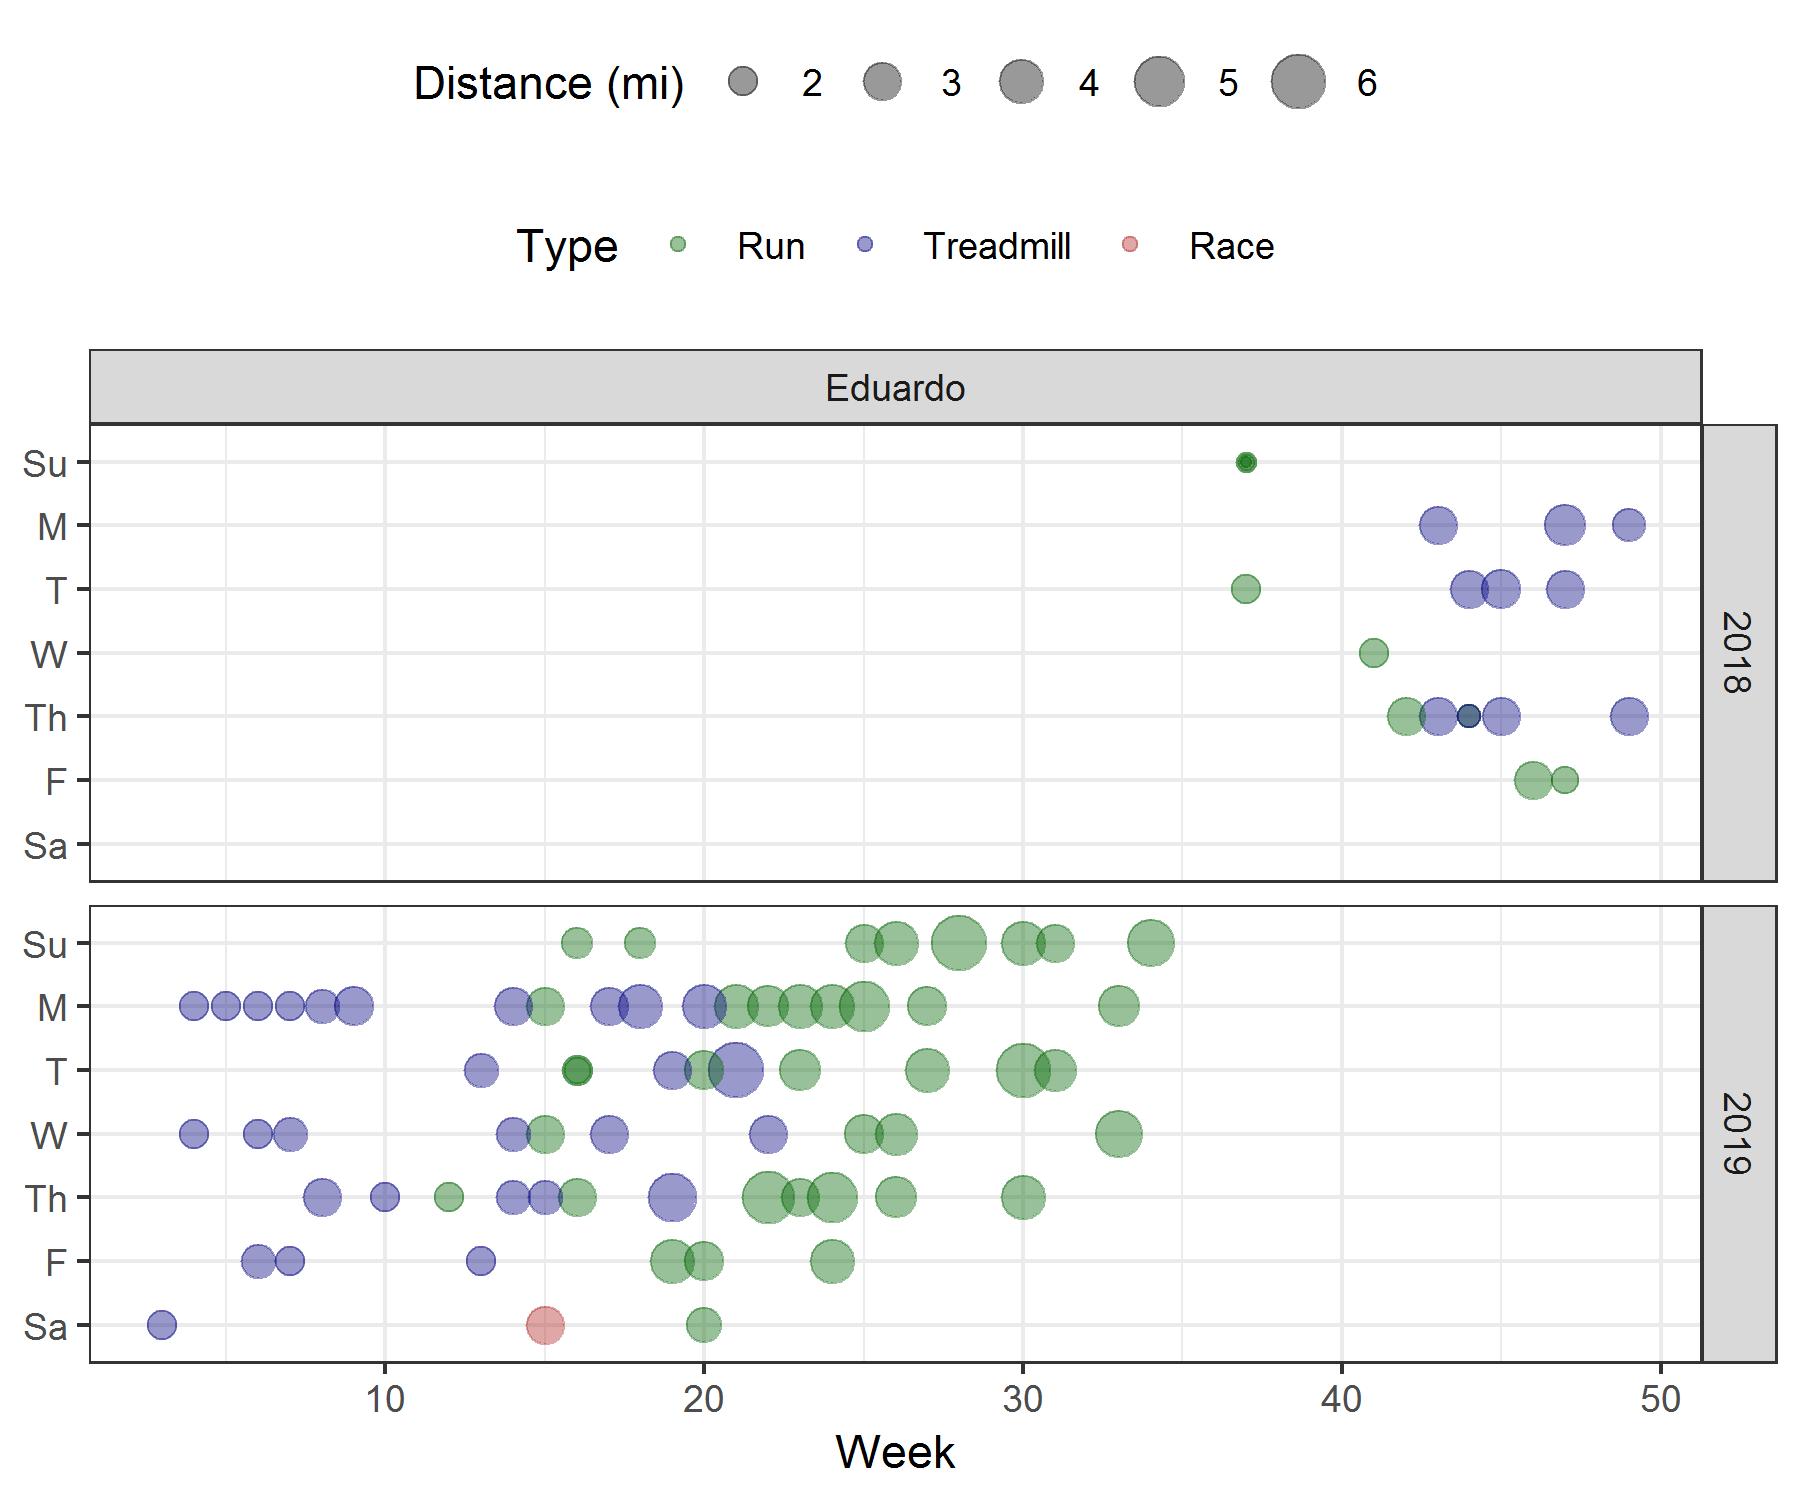 Distance (mi) 2 3 4 5 6
Type Run Treadmill Race
Eduardo
Su
M
T
W
Th
F
Sa
2018
Su
M
T
W
Th
F
Sa
2019
10 20 30 40 50
Week